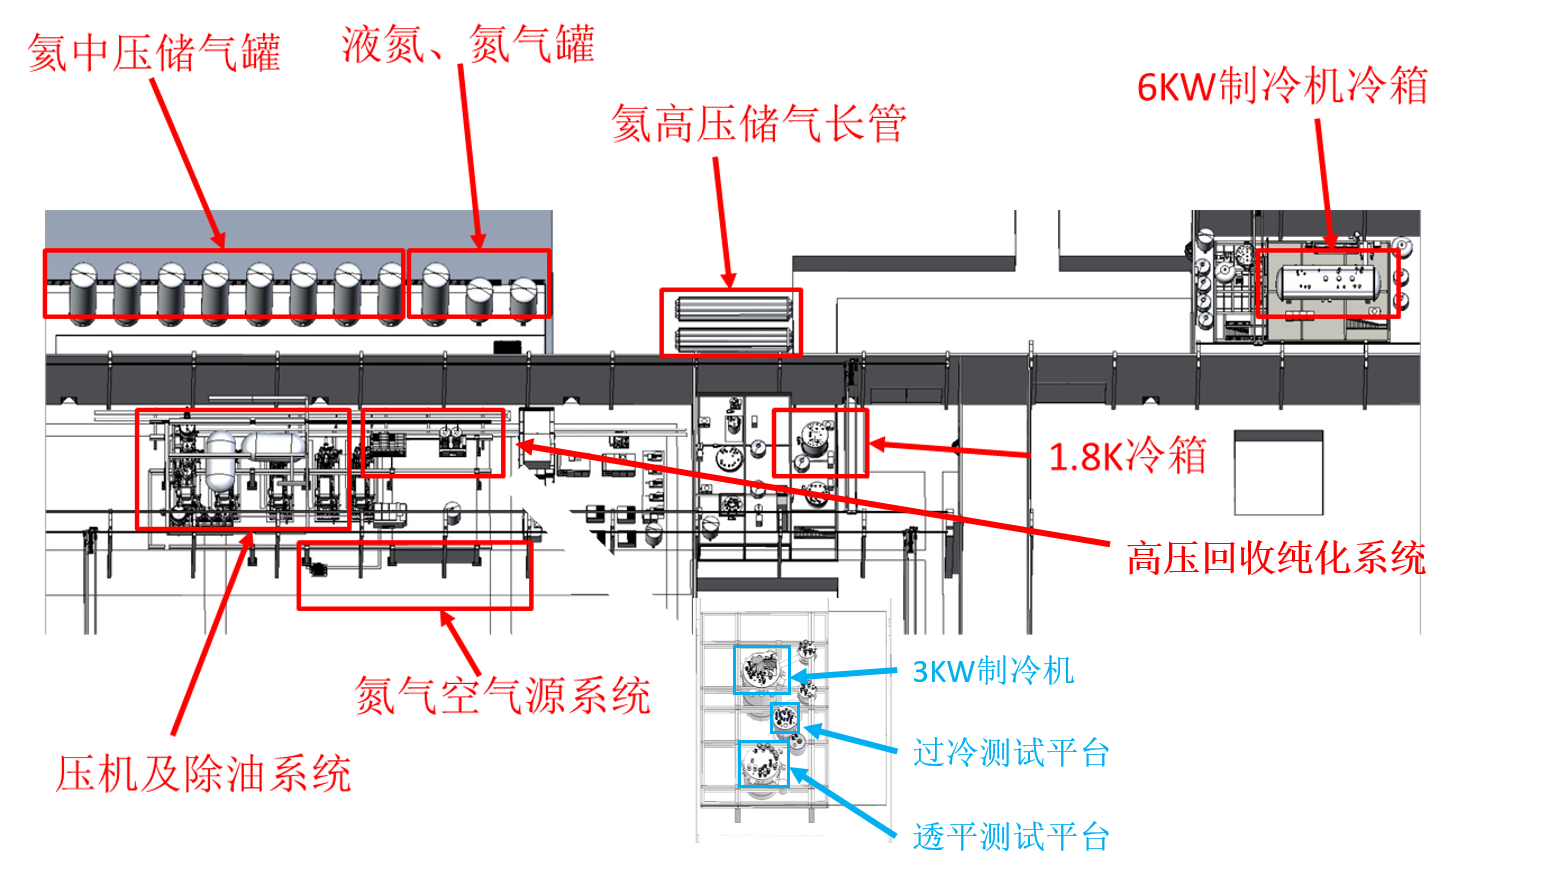 氦中压储气罐
液氮、氮气罐
氦高压储气长管
6KW制冷机冷箱
1.8K冷箱
高压回收纯化系统
氮气空气源系统
压机及除油系统
3KW制冷机
过冷测试平台
透平测试平台